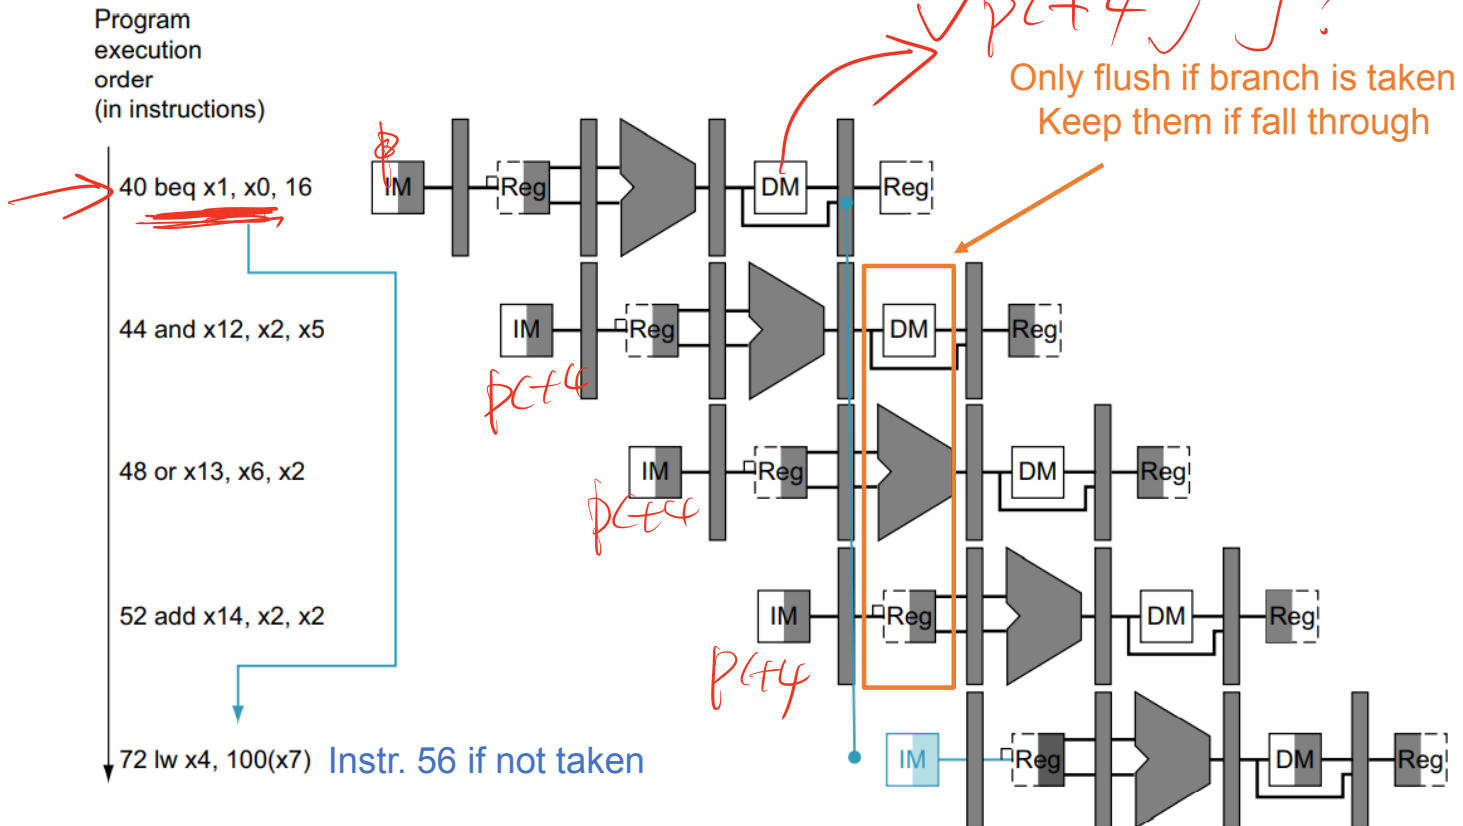 Program
execution
order
(in instructions)
pc+4
Only flush if branch is taken
Keep them if fall through
40 beq x1, x0, 16
IM
Reg
DM
Reg
44 and x12, x2, x5
IM
Reg
DM
Reg
pc+4
48 or x13, x6, x2
IM
Reg
DM
Reg
pc+4
52 add x14, x2, x2
IM
Reg
DM
Reg
pc+4
72 lw x4, 100(x7)
Instr. 56 if not taken
IM
Reg
DM
Reg